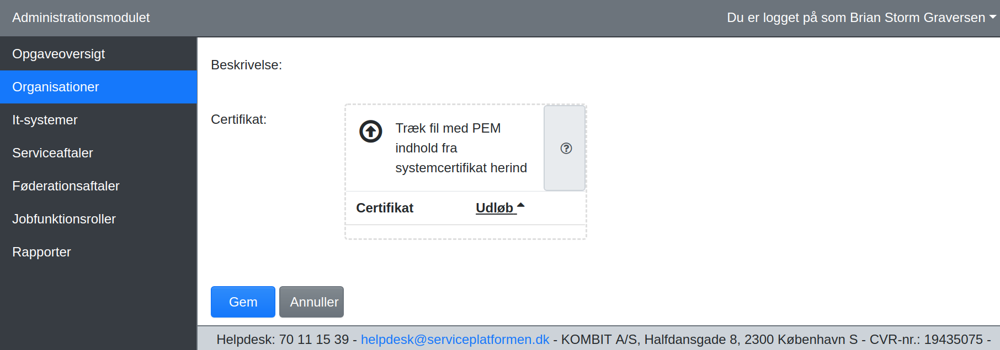 Administrationsmodulet
Du er logget på som Brian Storm Graversen
Opgaveoversigt
Organisationer
It-systemer
Serviceaftaler
Føderationsaftaler
Jobfunktionsroller
Rapporter
Beskrivelse:
Certifikat:
Træk fil med PEM
indhold fra
systemcertifikat herind
?
Certifikat
Udløb
Gem
Annuller
Helpdesk: 70 11 15 39 - helpdesk@serviceplatformen.dk - KOMBIT A/S, Halfdansgade 8, 2300 København S - CVR-nr.: 19435075 -